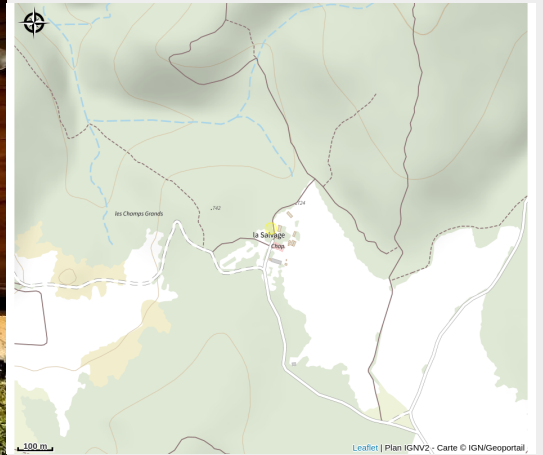 les Champs Grands
742
724
la Salvage
Chap.
100 m
Leaflet | Plan IGNV2 - Carte © IGN/Geoportail